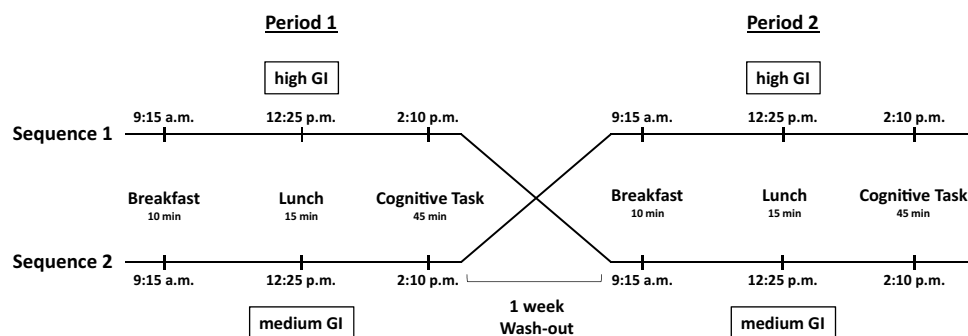 Period 1
Period 2
high GI
high GI
9:15 a.m.
12:25 p.m.
2:10 p.m.
9:15 a.m.
12:25 p.m.
2:10 p.m.
Sequence 1
Breakfast
10 min
Lunch
15 min
Cognitive Task
45 min
Breakfast
10 min
Lunch
15 min
Cognitive Task
45 min
Sequence 2
9:15 a.m.
12:25 p.m.
2:10 p.m.
9:15 a.m.
12:25 p.m.
2:10 p.m.
medium GI
1 week
Wash-out
medium GI